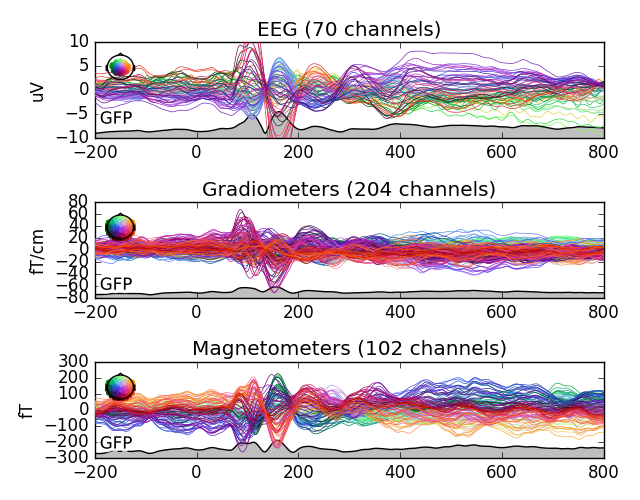 EEG (70 channels)
10
5
0
−5
−10
uV
GFP
−200 0 200 400 600 800
Gradiometers (204 channels)
80
60
40
20
0
−20
−40
−60
−80
fT/cm
GFP
−200 0 200 400 600 800
Magnetometers (102 channels)
300
200
100
0
−100
−200
−300
fT
GFP
−200 0 200 400 600 800